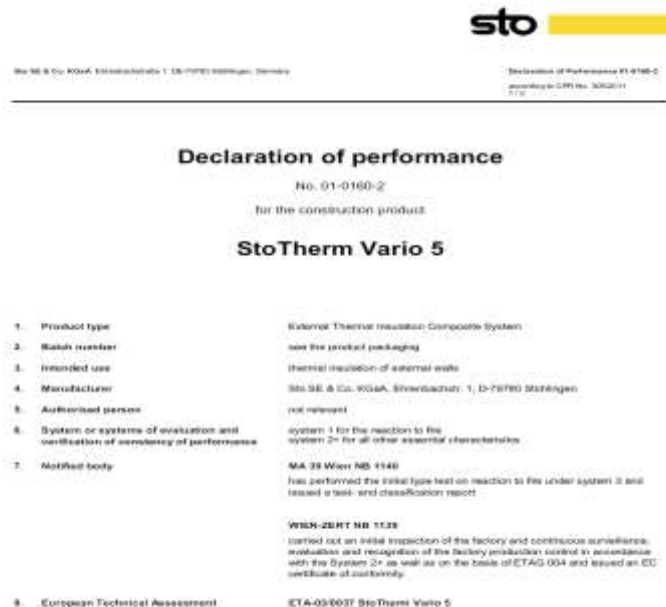 sto
Sto SE & Co. KGaA, Ehrenbachstraße 1, DE-79780 Stühlingen, Germany
Declaration of Performance 01-0160-2
according to CPR No. 305/2011
Declaration of performance
No. 01-0160-2
for the construction product
StoTherm Vario 5
1. Product type External Thermal Insulation Composite System
2. Batch number see the product packaging
3. Intended use thermal insulation of external walls
4. Manufacturer Sto SE & Co. KGaA, Ehrenbachstr. 1, D-79780 Stühlingen
5. Authorised person not relevant
6. System or systems of evaluation and system 1 for the reaction to fire
verification of constency of performance system 2+ for all other essential characteristics
7. Notified body MA 39 Wien NB 1140
has performed the initial type test on reaction to fire under system 3 and
issued a test- and classification report
WIEN-ZERT NB 1139
carried out an initial inspection of the factory and continuous surveillance,
evaluation and recognition of the factory production control in accordance
with the System 2+ as well as on the basis of ETAG 004 and issued an EC
certificate of conformity.
8. European Technical Assessment ETA-03/0037 StoTherm Vario 5